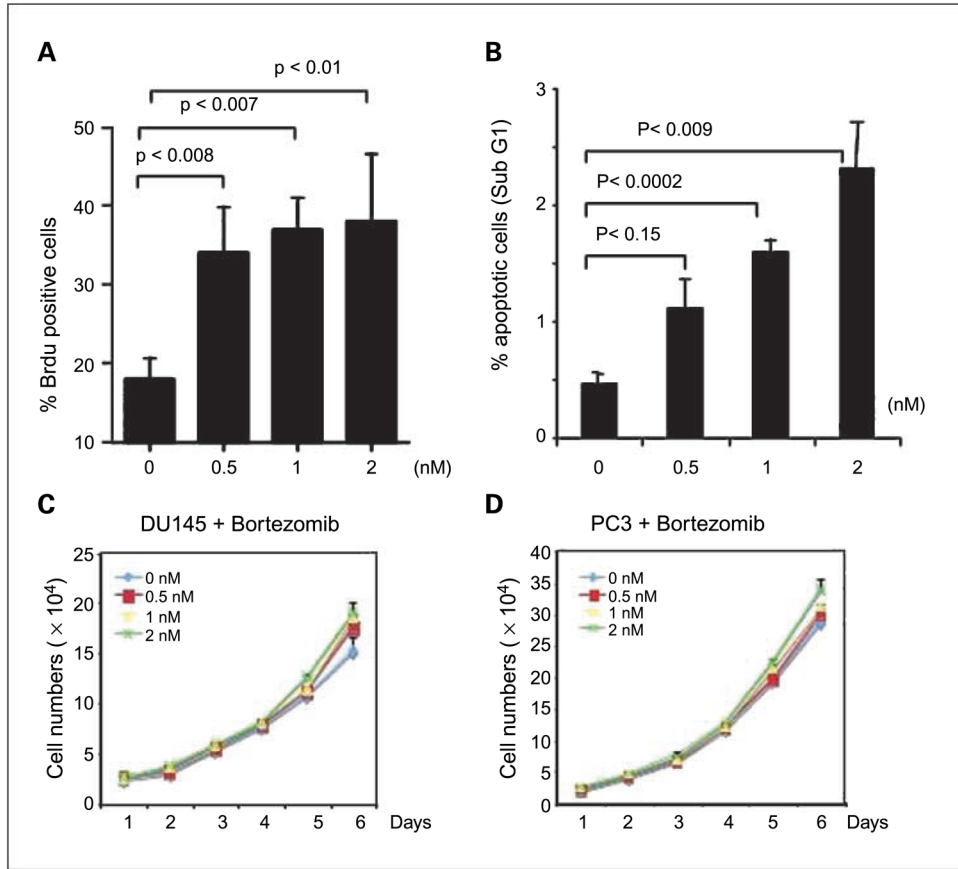 A
p < 0.01
p < 0.007
p < 0.008
% Brdu positive cells
50
40
30
20
10
0 0.5 1 2 (nM)
B
P< 0.009
P< 0.0002
P< 0.15
% apoptotic cells (Sub G1)
3
2
1
0
(nM)
0 0.5 1 2
C
DU145 + Bortezomib
Cell numbers ( × 10⁴)
25
20
15
10
5
0
0 nM
0.5 nM
1 nM
2 nM
1 2 3 4 5 6 Days
D
PC3 + Bortezomib
Cell numbers ( × 10⁴)
40
35
30
25
20
15
10
5
0
0 nM
0.5 nM
1 nM
2 nM
1 2 3 4 5 6 Days